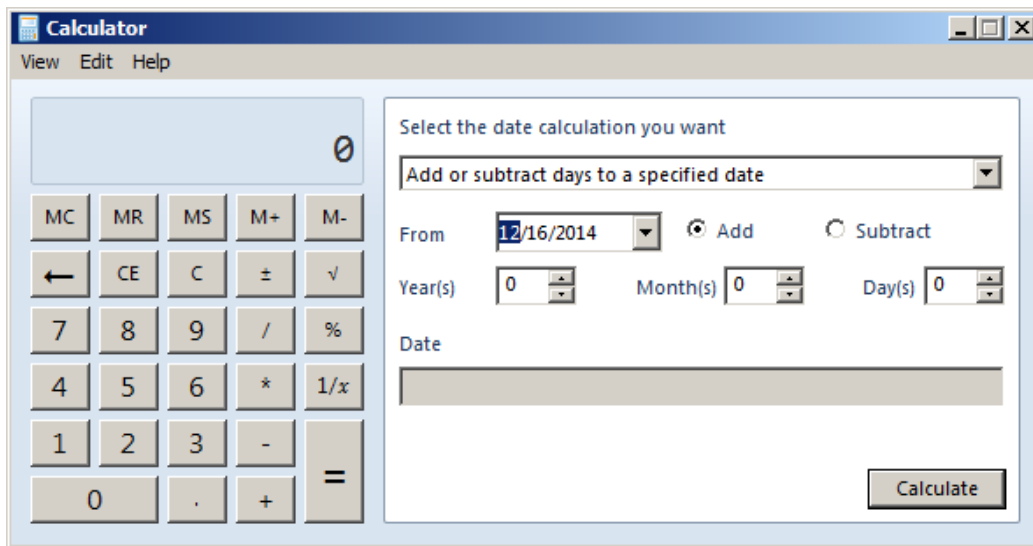 Calculator
View Edit Help
0
MC MR MS M+ M-
← CE C ± √
7 8 9 / %
4 5 6 * 1/x
1 2 3 - =
0 . +
Select the date calculation you want
Add or subtract days to a specified date
From 12/16/2014 Add Subtract
Year(s) 0 Month(s) 0 Day(s) 0
Date
Calculate